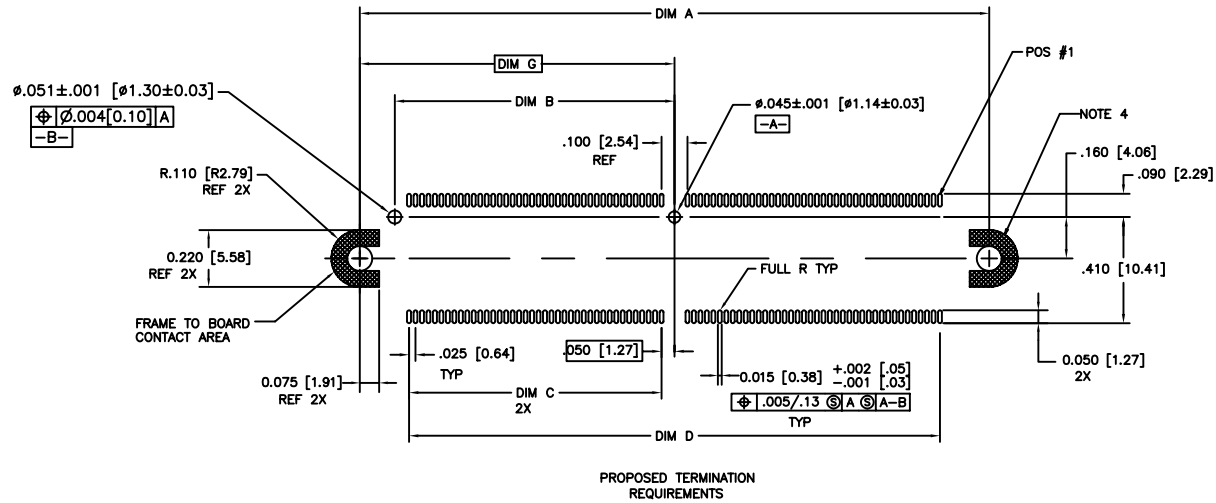 DIM A
POS #1
DIM G
ø.051±.001 [ø1.30±0.03]
⌖ Ø.004[0.10] A
-B-
DIM B
ø.045±.001 [ø1.14±0.03]
-A-
NOTE 4
.100 [2.54]
REF
.160 [4.06]
.090 [2.29]
R.110 [R2.79]
REF 2X
0.220 [5.58]
REF 2X
FULL R TYP
.410 [10.41]
FRAME TO BOARD
CONTACT AREA
.025 [0.64]
TYP
.050 [1.27]
0.015 [0.38] +.002 [.05]
-.001 [.03]
0.050 [1.27]
2X
0.075 [1.91]
REF 2X
DIM C
2X
⌖ .005/.13 Ⓢ A Ⓢ A-B
TYP
DIM D
PROPOSED TERMINATION
REQUIREMENTS